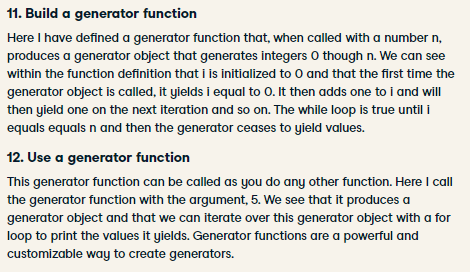 11. Build a generator function
Here I have defined a generator function that, when called with a number n,
produces a generator object that generates integers 0 though n. We can see
within the function definition that i is initialized to 0 and that the first time the
generator object is called, it yields i equal to 0. It then adds one to i and will
then yield one on the next iteration and so on. The while loop is true until i
equals equals n and then the generator ceases to yield values.
12. Use a generator function
This generator function can be called as you do any other function. Here I call
the generator function with the argument, 5. We see that it produces a
generator object and that we can iterate over this generator object with a for
loop to print the values it yields. Generator functions are a powerful and
customizable way to create generators.